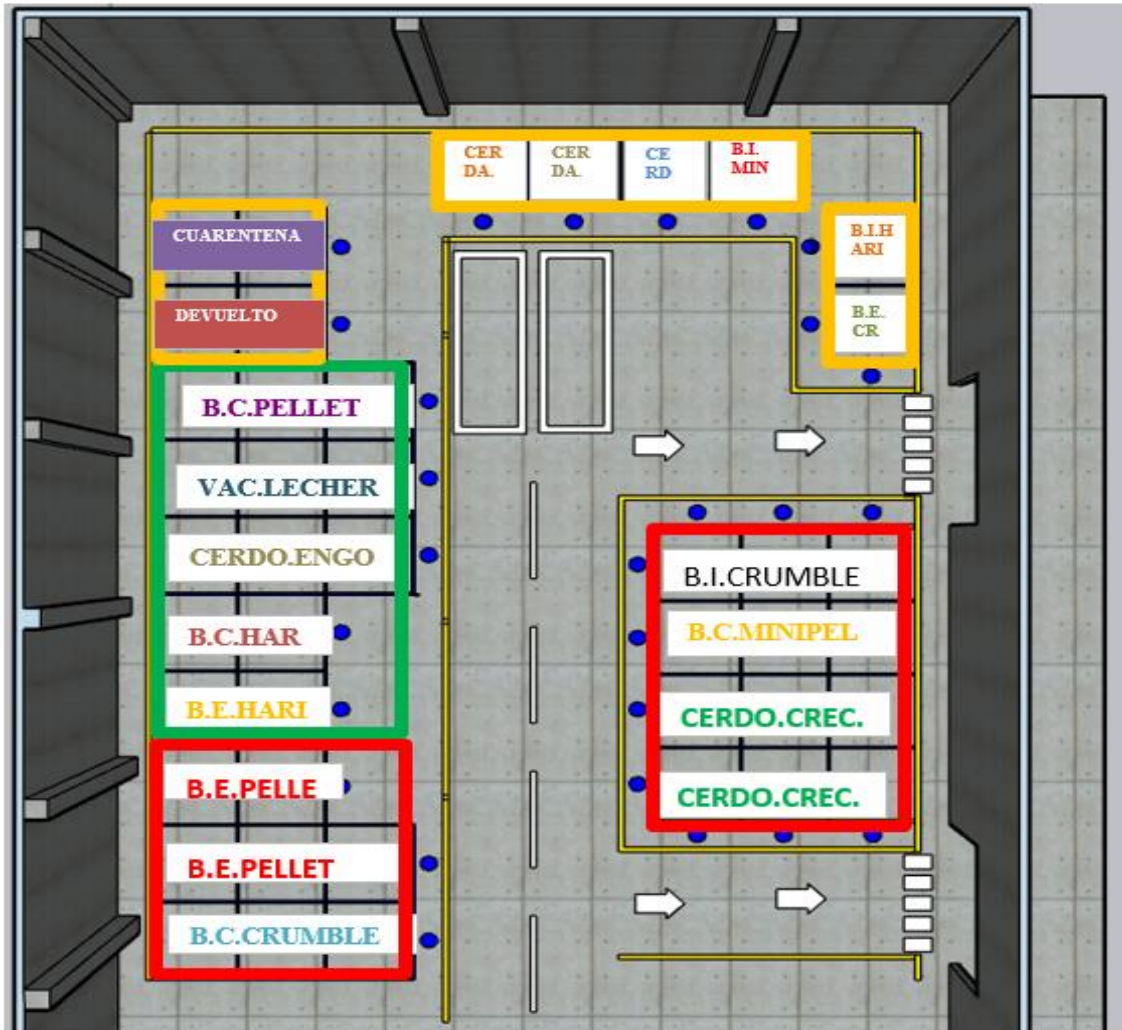 CER
DA.
CER
DA.
CE
RD
B.I.
MIN
CUARENTENA
DEVUELTO
B.I.H
ARI
B.E.
CR
B.C.PELLET
VAC.LECHER
CERDO.ENGO
B.C.HAR
B.E.HARI
B.I.CRUMBLE
B.C.MINIPEL
CERDO.CREC.
CERDO.CREC.
B.E.PELLE
B.E.PELLET
B.C.CRUMBLE